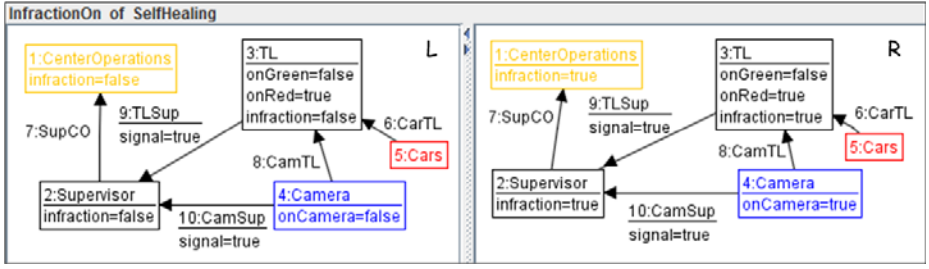 InfractionOn of SelfHealing
L
1:CenterOperations
infraction=false
3:TL
onGreen=false
onRed=true
infraction=false
9:TLSup
signal=true
7:SupCO
6:CarTL
5:Cars
8:CamTL
2:Supervisor
infraction=false
4:Camera
onCamera=false
10:CamSup
signal=true
R
1:CenterOperations
infraction=true
3:TL
onGreen=false
onRed=true
infraction=true
9:TLSup
signal=true
7:SupCO
6:CarTL
5:Cars
8:CamTL
2:Supervisor
infraction=true
4:Camera
onCamera=true
10:CamSup
signal=true